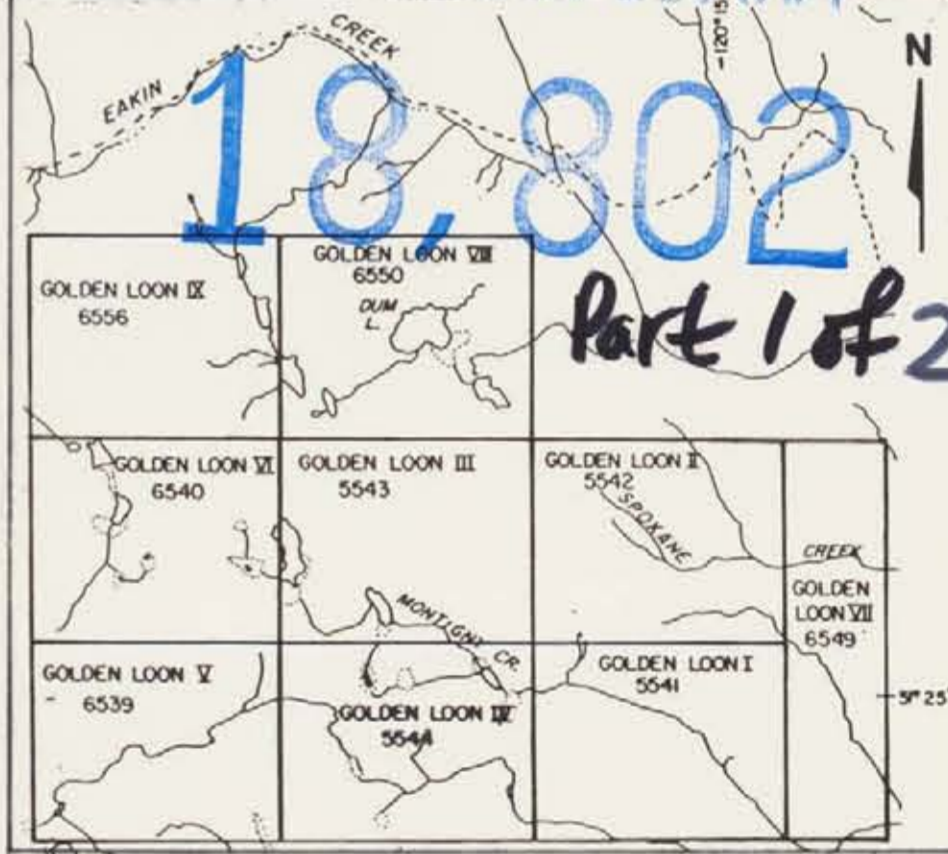 CREEK
EAKIN
-120°15
N
18,802
GOLDEN LOON VIII
6550
GOLDEN LOON IX
6556
DUM
L.
Part 1 of 2
GOLDEN LOON VI
6540
GOLDEN LOON III
5543
GOLDEN LOON II
5542
SPOKANE
CREEK
GOLDEN
LOON VII
6549
MONTIGNY CR.
GOLDEN LOON V
6539
GOLDEN LOON IV
5544
GOLDEN LOON I
5541
51°25